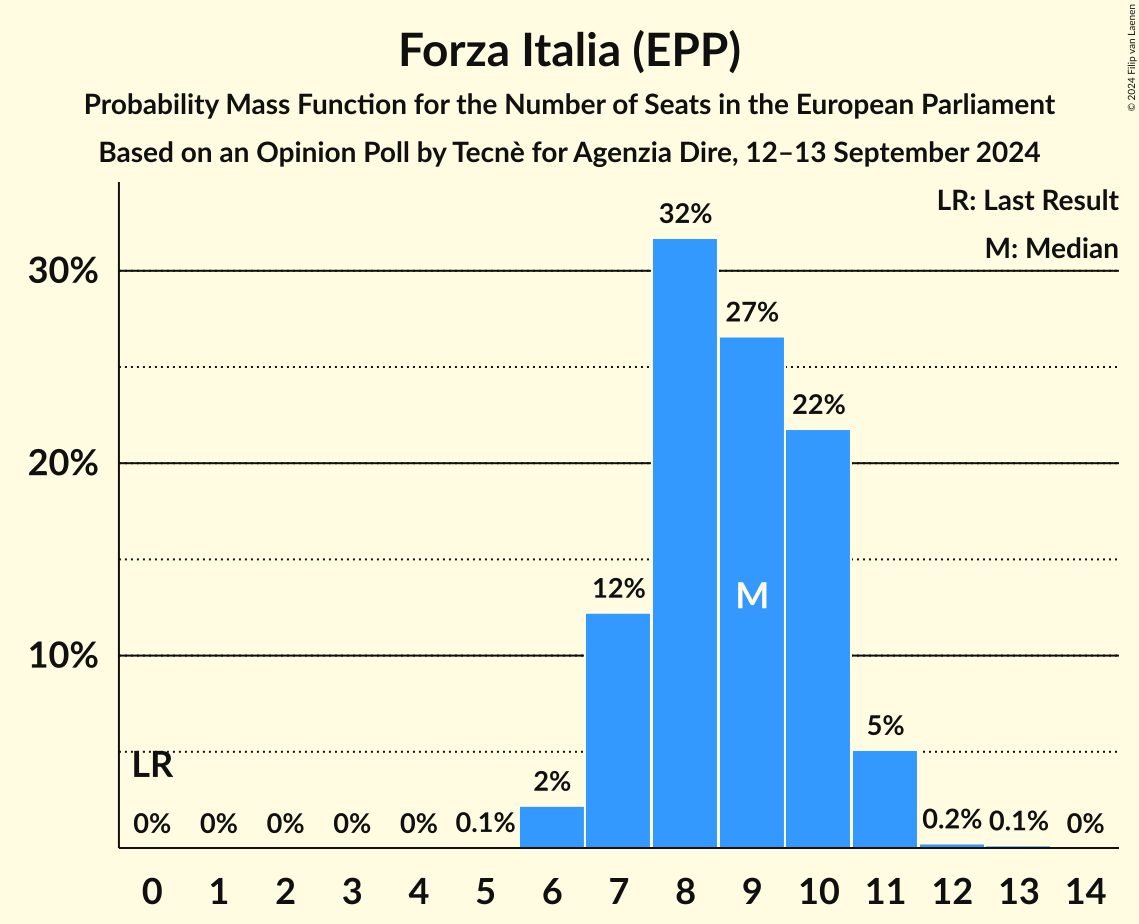 Forza Italia (EPP)
Probability Mass Function for the Number of Seats in the European Parliament
Based on an Opinion Poll by Tecnè for Agenzia Dire, 12–13 September 2024
© 2024 Filip van Laenen
LR: Last Result
M: Median
32%
30%
27%
22%
20%
12%
M
10%
5%
LR
2%
0% 0% 0% 0% 0% 0.1% 0.2% 0.1% 0%
0 1 2 3 4 5 6 7 8 9 10 11 12 13 14